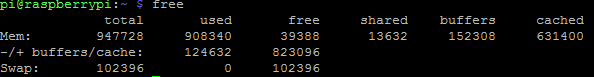 pi@raspberrypi:~ $ free
             total       used       free     shared    buffers     cached
Mem:        947728     908340      39388      13632     152308     631400
-/+ buffers/cache:     124632     823096
Swap:       102396          0     102396